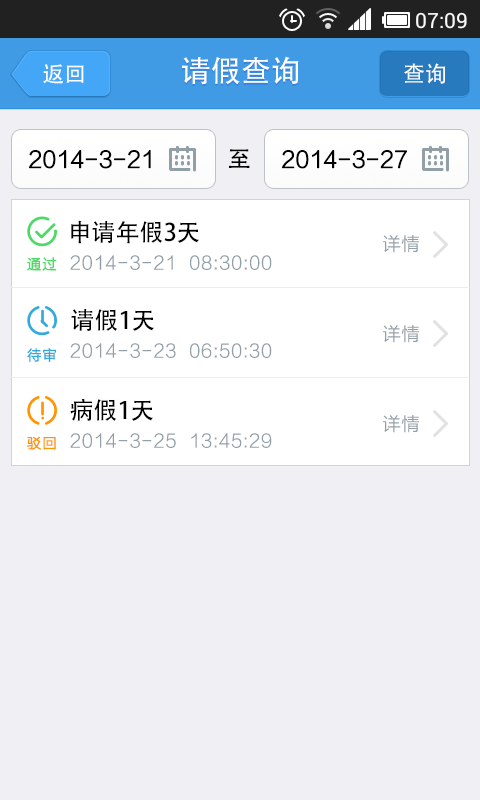 07:09
返回 请假查询 查询
2014-3-21 至 2014-3-27
申请年假3天
通过 2014-3-21 08:30:00 详情
请假1天
待审 2014-3-23 06:50:30 详情
病假1天
驳回 2014-3-25 13:45:29 详情